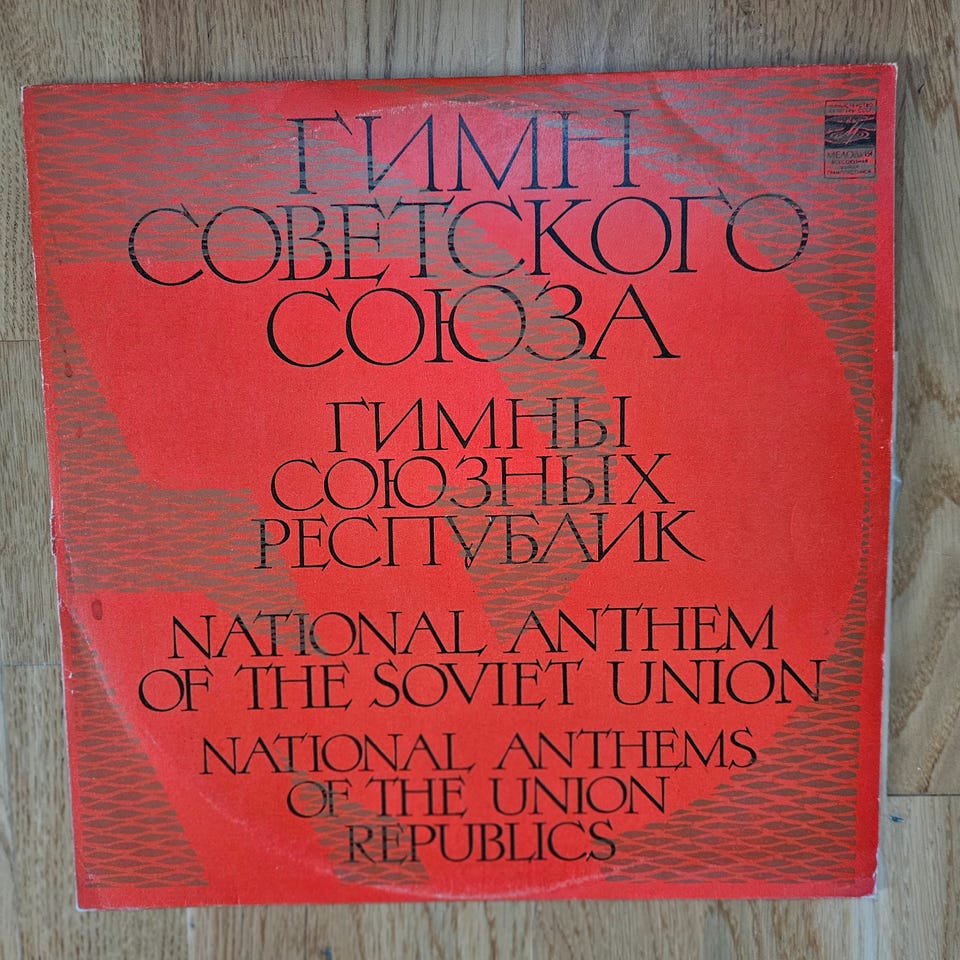 ГИМН
СОВЕТСКОГО
СОЮЗА
ГИМНЫ
СОЮЗНЫХ
РЕСПУБЛИК
NATIONAL ANTHEM
OF THE SOVIET UNION
NATIONAL ANTHEMS
OF THE UNION
REPUBLICS
МЕЛОДИЯ